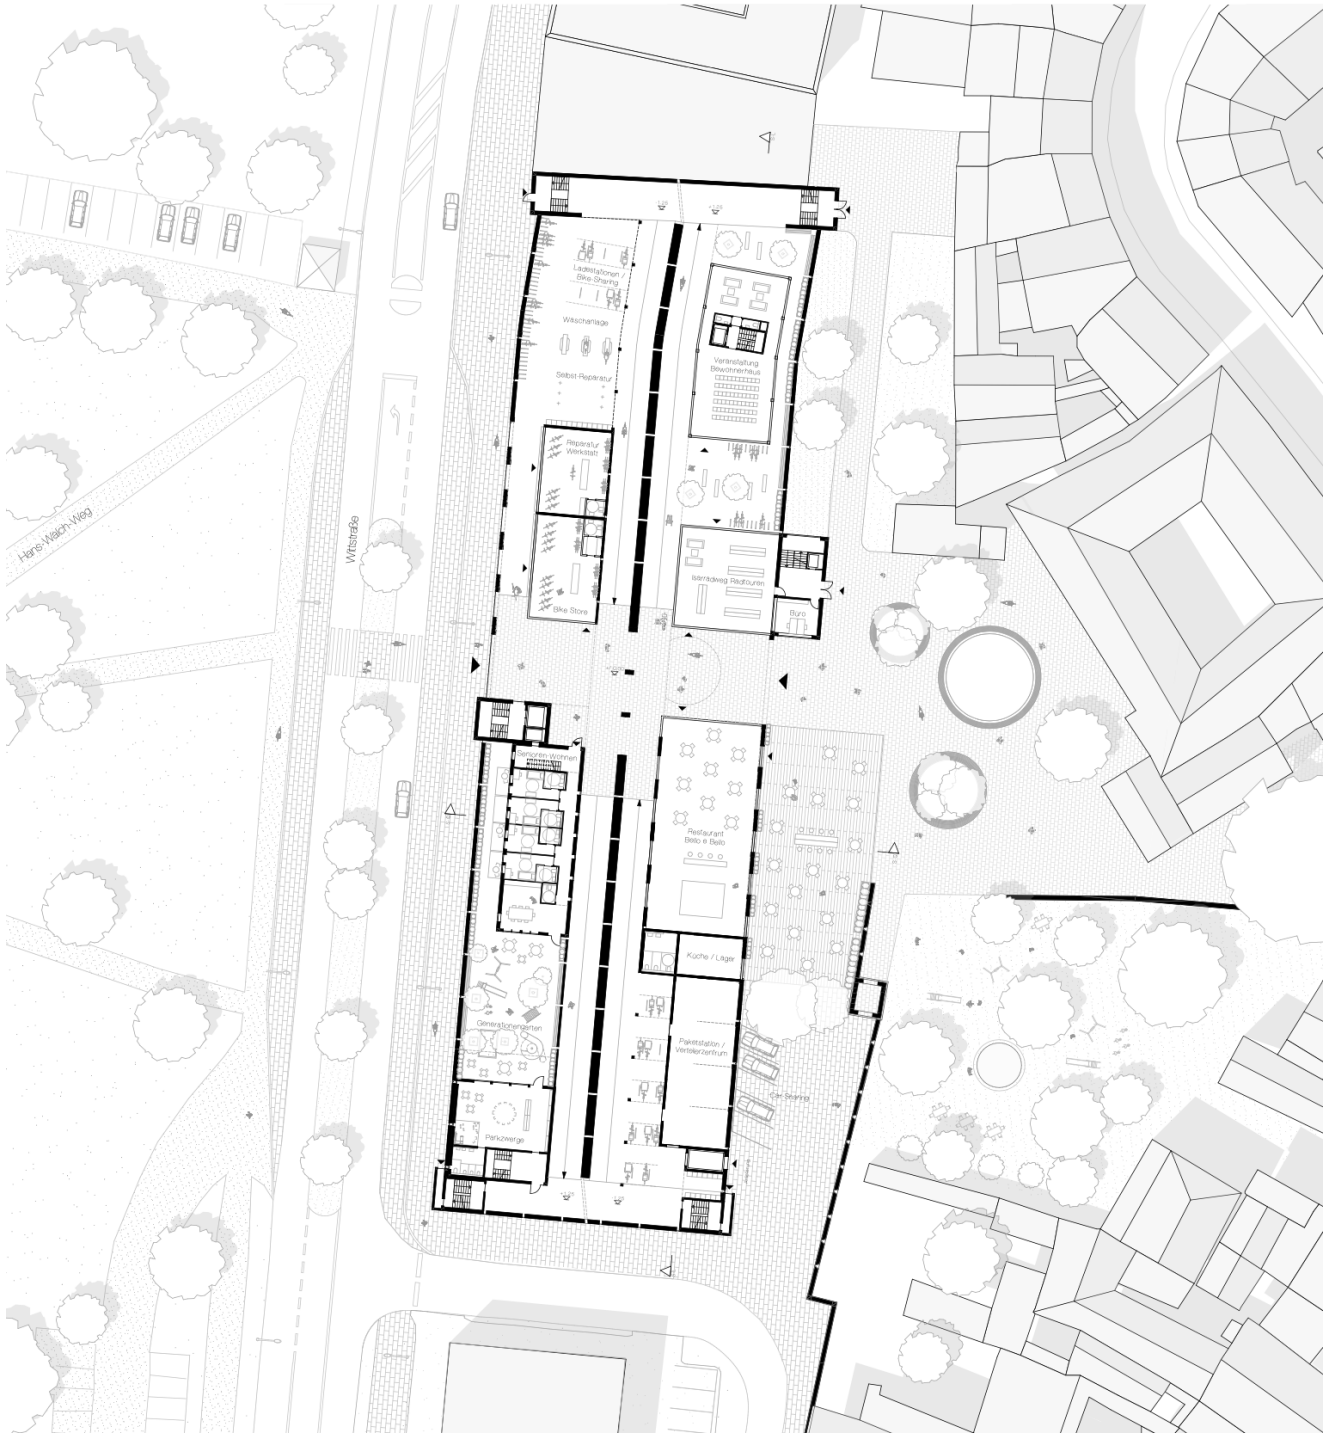 Ladestationen /
Bike-Sharing
Waschanlage
Selbst-Reparatur
Veranstaltung
Bewohnerhaus
Reparatur
Werkstatt
Hans-Walch-Weg
Wittstraße
Isarradweg Radtouren
Bike Store
Büro
Senioren Wohnen
Restaurant
Bello e Bello
Küche / Lager
Generationengarten
Paketstation /
Verteilerzentrum
Car-Sharing
Parkzwerge